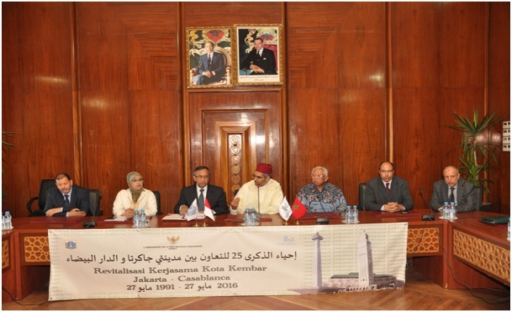 إحياء الذكرى 25 للتعاون بين مدينتي جاكرتا و الدار البيضاء
Revitalisasi Kerjasama Kota Kembar
Jakarta - Casablanca
27 مايو 1991 - 27 مايو 2016